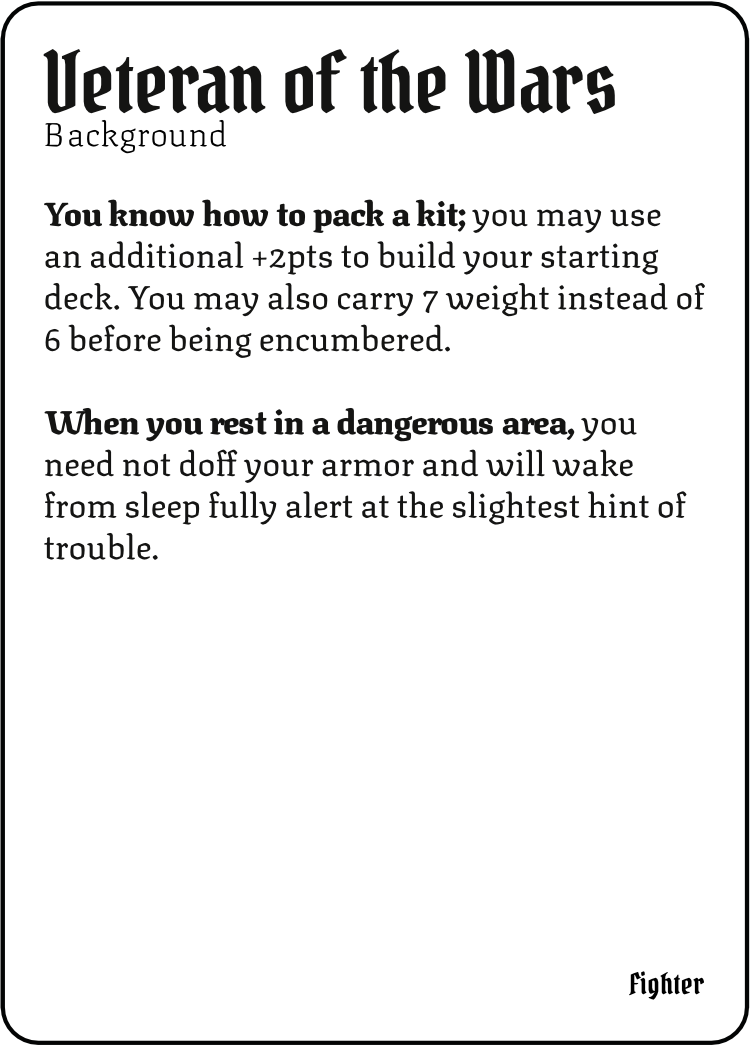 Veteran of the Wars
Background
You know how to pack a kit; you may use
an additional +2pts to build your starting
deck. You may also carry 7 weight instead of
6 before being encumbered.
When you rest in a dangerous area, you
need not doff your armor and will wake
from sleep fully alert at the slightest hint of
trouble.
Fighter